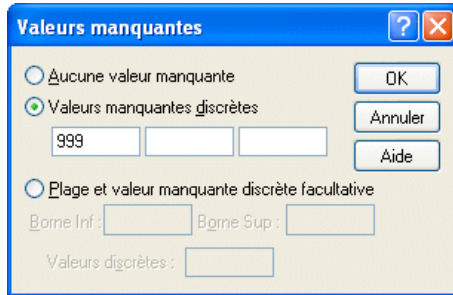 Valeurs manquantes
Aucune valeur manquante
OK
Valeurs manquantes discrètes
Annuler
999
Aide
Plage et valeur manquante discrète facultative
Borne Inf : Borne Sup :
Valeurs discrètes :